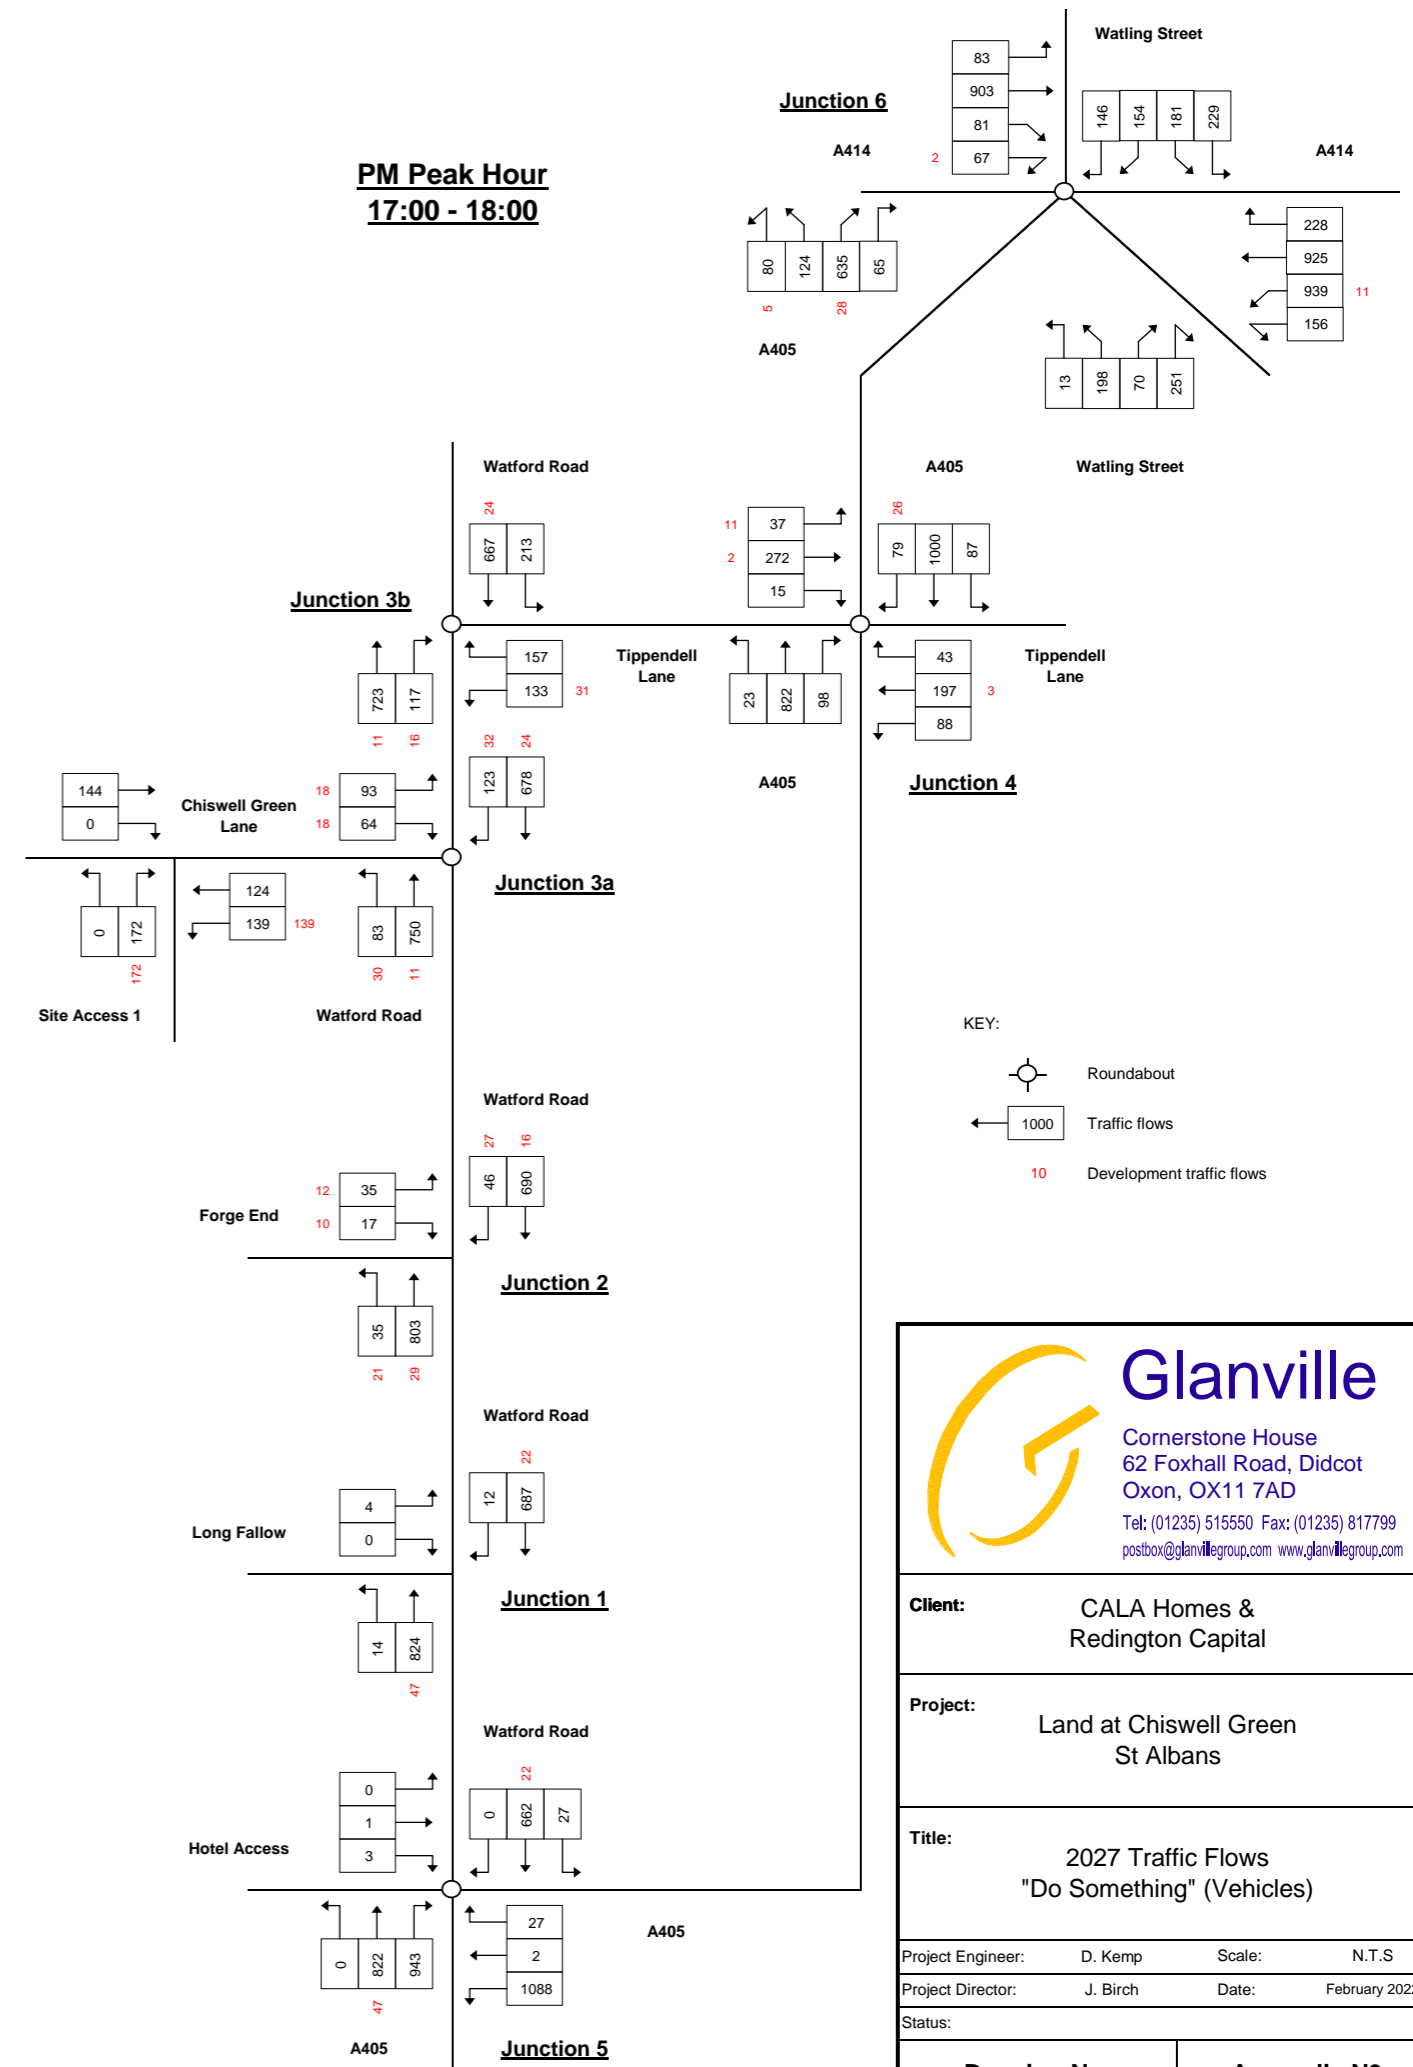 Watling Street
83
903
81
2 67
Junction 6
A414
146 154 181 229
A414
PM Peak Hour
17:00 - 18:00
80 124 635 65
5 28
A405
228
925
939 11
156
13 198 70 251
Watford Road
A405
Watling Street
24
667 213
11 37
2 272
15
26
79 1000 87
Junction 3b
157
133 31
Tippendell
Lane
723 117
11 16
23 822 98
43
197 3
88
Tippendell
Lane
A405
Junction 4
32 24
123 678
144
0
Chiswell Green
Lane
18 93
18 64
Junction 3a
0 172
172
124
139 139
83 750
30 11
Site Access 1
Watford Road
KEY:
Roundabout
1000 Traffic flows
10 Development traffic flows
Watford Road
27 16
46 690
12 35
10 17
Forge End
Junction 2
35 803
21 29
Watford Road
22
12 687
4
0
Long Fallow
Junction 1
14 824
47
Watford Road
22
0 662 27
0
1
3
Hotel Access
0 822 943
47
27
2
1088
A405
A405
Junction 5
Glanville
Cornerstone House
62 Foxhall Road, Didcot
Oxon, OX11 7AD
Tel: (01235) 515550 Fax: (01235) 817799
postbox@glanvillegroup.com www.glanvillegroup.com
Client: CALA Homes &
Redington Capital
Project:
Land at Chiswell Green
St Albans
Title:
2027 Traffic Flows
"Do Something" (Vehicles)
Project Engineer: D. Kemp Scale: N.T.S
Project Director: J. Birch Date: February 202
Status: